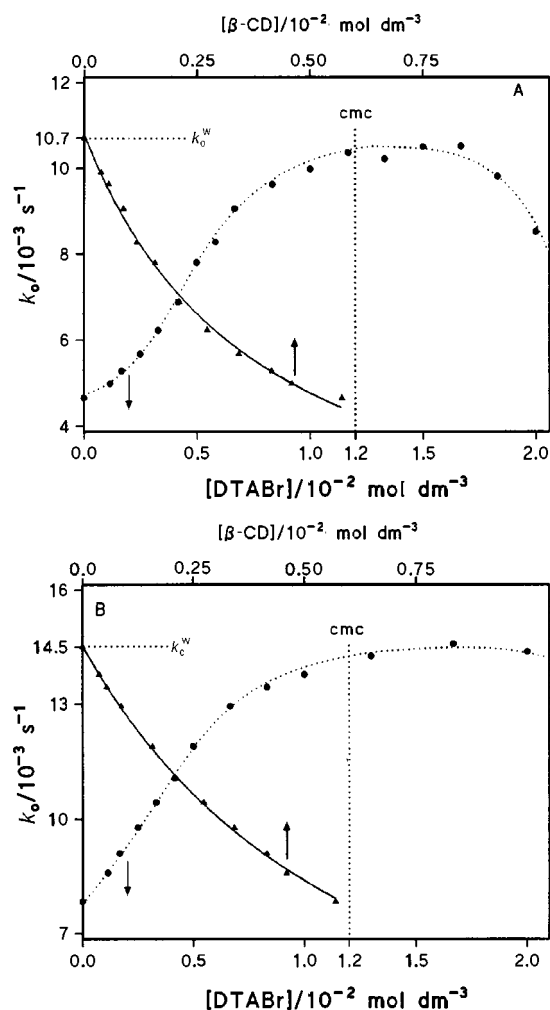 [β-CD]/10⁻² mol dm⁻³
0.0 0.25 0.50 0.75
12
A
cmc
10.7
k₀ᵂ
10
8
6
4
k₀/10⁻³ s⁻¹
0 0.5 1.0 1.2 1.5 2.0
[DTABr]/10⁻² mol dm⁻³
[β-CD]/10⁻² mol dm⁻³
0.0 0.25 0.50 0.75
16
B
cmc
14.5
k₀ᵂ
13
10
7
k₀/10⁻³ s⁻¹
0 0.5 1.0 1.2 2.0
[DTABr]/10⁻² mol dm⁻³